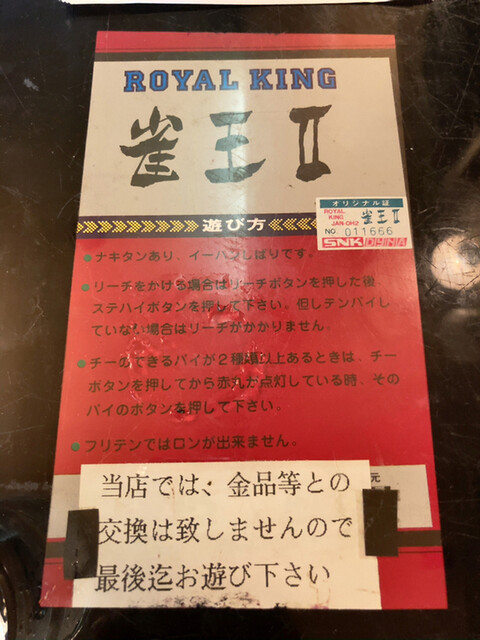 ROYAL KING
雀王II
オリジナル証
ROYAL
KING
JAN-OH2
雀王II
NO. 011666
SNK DYNA
遊び方
●ナキタンあり、イーハンしばりです。
●リーチをかけう場合はリーチボタンを押した後、
ステハイボタンを押して下さい。但しテンパイし
ていない場合はリーチがかかりません。
●チーのできるパイが2種類以上あるときは、チー
ボタンを押してから赤丸が点灯している時、その
パイのボタンを押して下さい。
●フリテンではロンが出来ません。
元
当店では、金品等との
交換は致しませんので
最後迄お遊び下さい